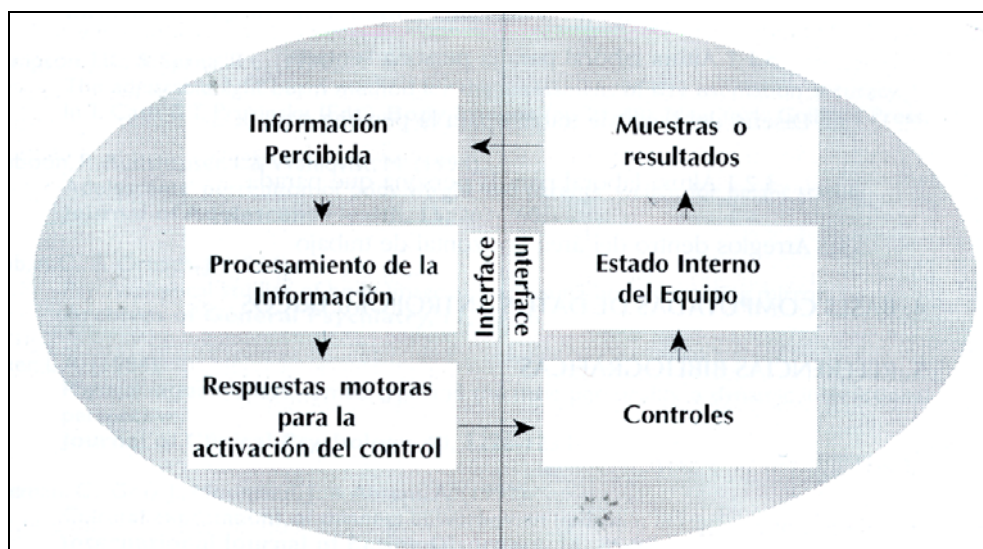 Información
Percibida
Procesamiento de la
Información
Respuestas motoras
para la
activación del control
Interface
Interface
Muestras o
resultados
Estado Interno
del Equipo
Controles